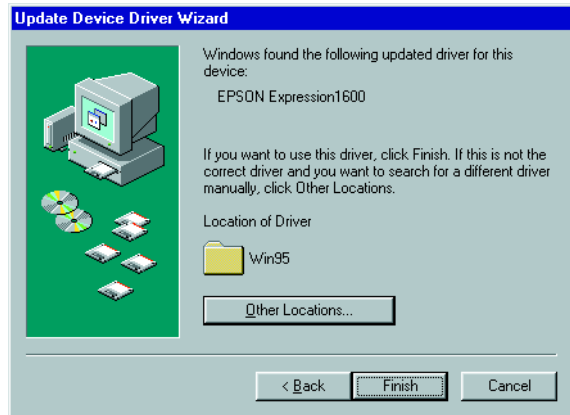 Update Device Driver Wizard
Windows found the following updated driver for this
device:
EPSON Expression1600
If you want to use this driver, click Finish. If this is not the
correct driver and you want to search for a different driver
manually, click Other Locations.
Location of Driver
Win95
Other Locations...
< Back Finish Cancel